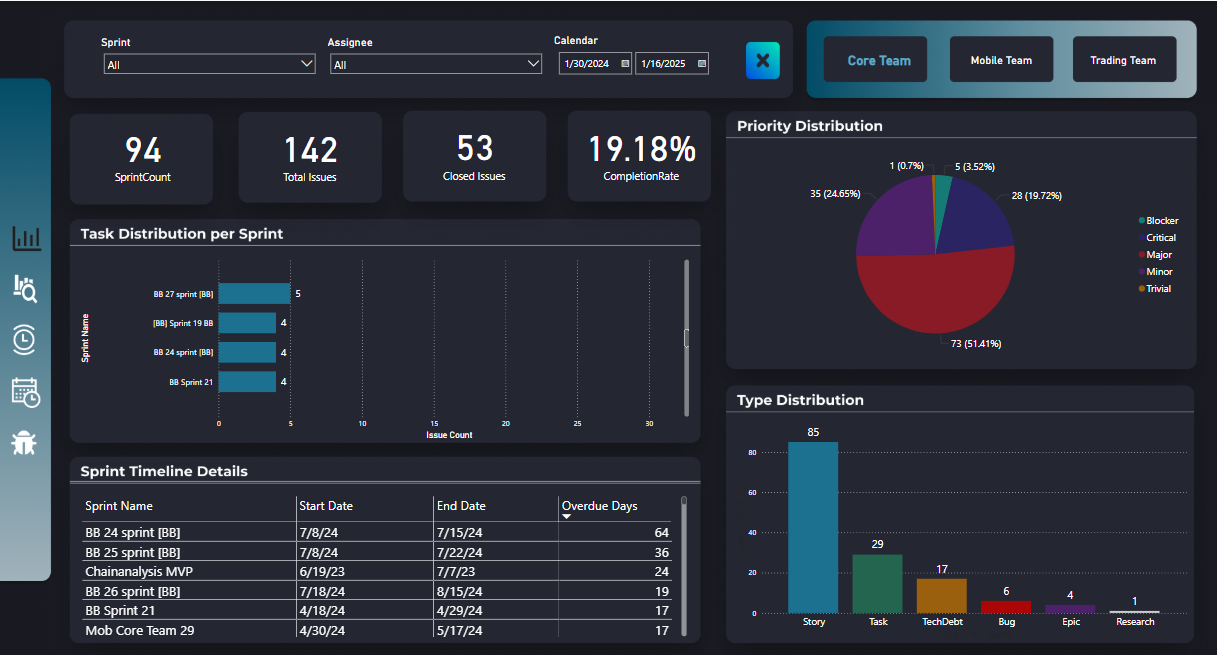 Sprint
All
Assignee
All
Calendar
1/30/2024
1/16/2025
Core Team
Mobile Team
Trading Team
94
SprintCount
142
Total Issues
53
Closed Issues
19.18%
CompletionRate
Priority Distribution
1 (0.7%)
5 (3.52%)
35 (24.65%)
28 (19.72%)
73 (51.41%)
Blocker
Critical
Major
Minor
Trivial
Task Distribution per Sprint
Sprint Name
BB 27 sprint [BB] 5
[BB] Sprint 19 BB 4
BB 24 sprint [BB] 4
BB Sprint 21 4
0 5 10 15 20 25 30
Issue Count
Sprint Timeline Details
Sprint Name Start Date End Date Overdue Days
BB 24 sprint [BB] 7/8/24 7/15/24 64
BB 25 sprint [BB] 7/8/24 7/22/24 36
Chainanalysis MVP 6/19/23 7/7/23 24
BB 26 sprint [BB] 7/18/24 8/15/24 19
BB Sprint 21 4/18/24 4/29/24 17
Mob Core Team 29 4/30/24 5/17/24 17
Type Distribution
80
60
40
20
0
85
29
17
6
4
1
Story Task TechDebt Bug Epic Research